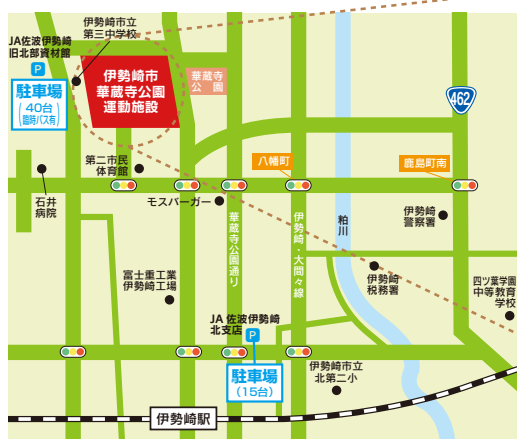 伊勢崎市立
第三中学校
JA佐波伊勢崎
旧北部資材館
P
駐車場
(40台
臨時バス有)
伊勢崎市
華蔵寺公園
運動施設
華蔵寺
公園
462
第二市民
体育館
八幡町
鹿島町南
石井
病院
モスバーガー
華蔵寺公園通り
伊勢崎・大間々線
粕川
伊勢崎
警察署
富士重工業
伊勢崎工場
伊勢崎
税務署
四ツ葉学園
中等教育
学校
JA 佐波伊勢崎
北支店
P
駐車場
(15台)
伊勢崎市立
北第二小
伊勢崎駅